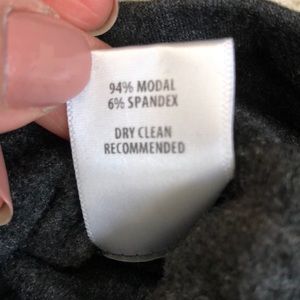 94% MODAL
6% SPANDEX
DRY CLEAN
RECOMMENDED